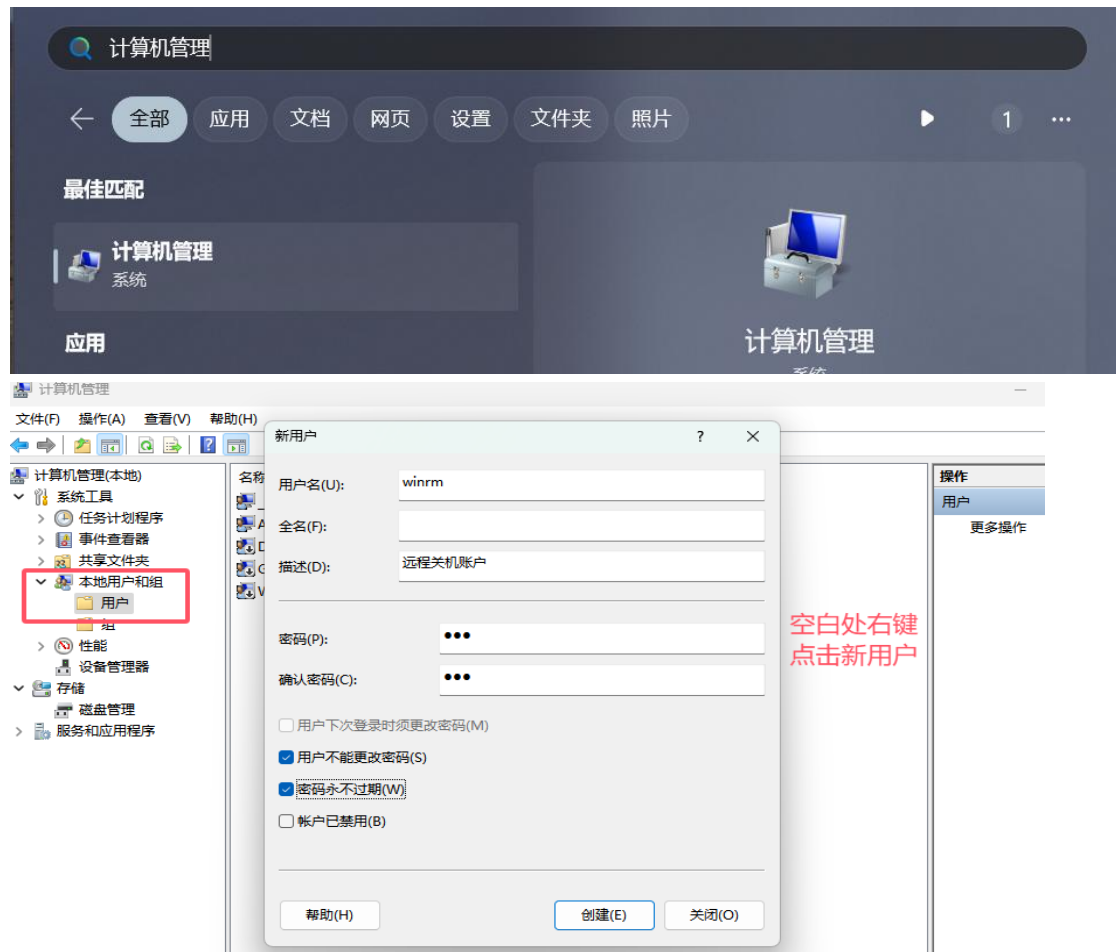 计算机管理
全部 应用 文档 网页 设置 文件夹 照片 1 ...
最佳匹配
计算机管理
系统
应用
计算机管理
系统
计算机管理
文件(F) 操作(A) 查看(V) 帮助(H)
计算机管理(本地)
系统工具
任务计划程序
事件查看器
共享文件夹
本地用户和组
用户
组
性能
设备管理器
存储
磁盘管理
服务和应用程序
名称
新用户 ?
用户名(U): winrm
全名(F):
描述(D): 远程关机账户
密码(P): •••
确认密码(C): •••
用户下次登录时须更改密码(M)
用户不能更改密码(S)
密码永不过期(W)
帐户已禁用(B)
帮助(H) 创建(E) 关闭(O)
空白处右键
点击新用户
操作
用户
更多操作